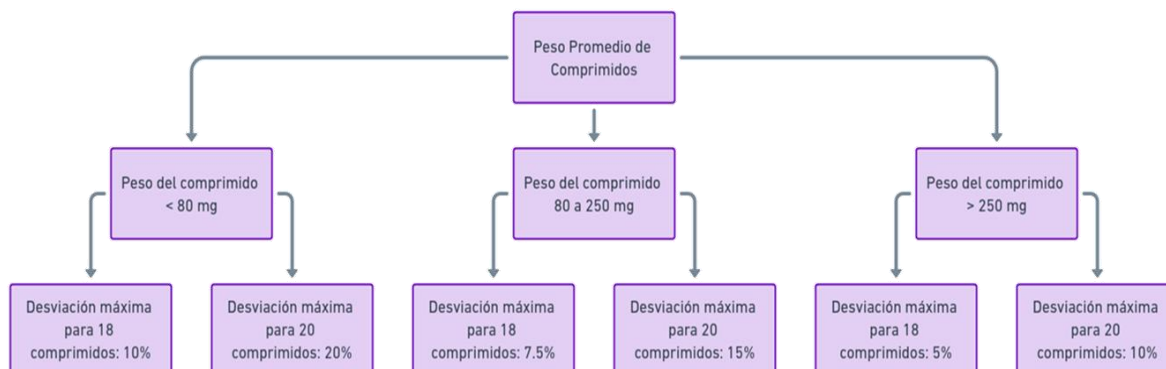 Peso Promedio de
Comprimidos
Peso del comprimido
< 80 mg
Peso del comprimido
80 a 250 mg
Peso del comprimido
> 250 mg
Desviación máxima
para 18
comprimidos: 10%
Desviación máxima
para 20
comprimidos: 20%
Desviación máxima
para 18
comprimidos: 7.5%
Desviación máxima
para 20
comprimidos: 15%
Desviación máxima
para 18
comprimidos: 5%
Desviación máxima
para 20
comprimidos: 10%